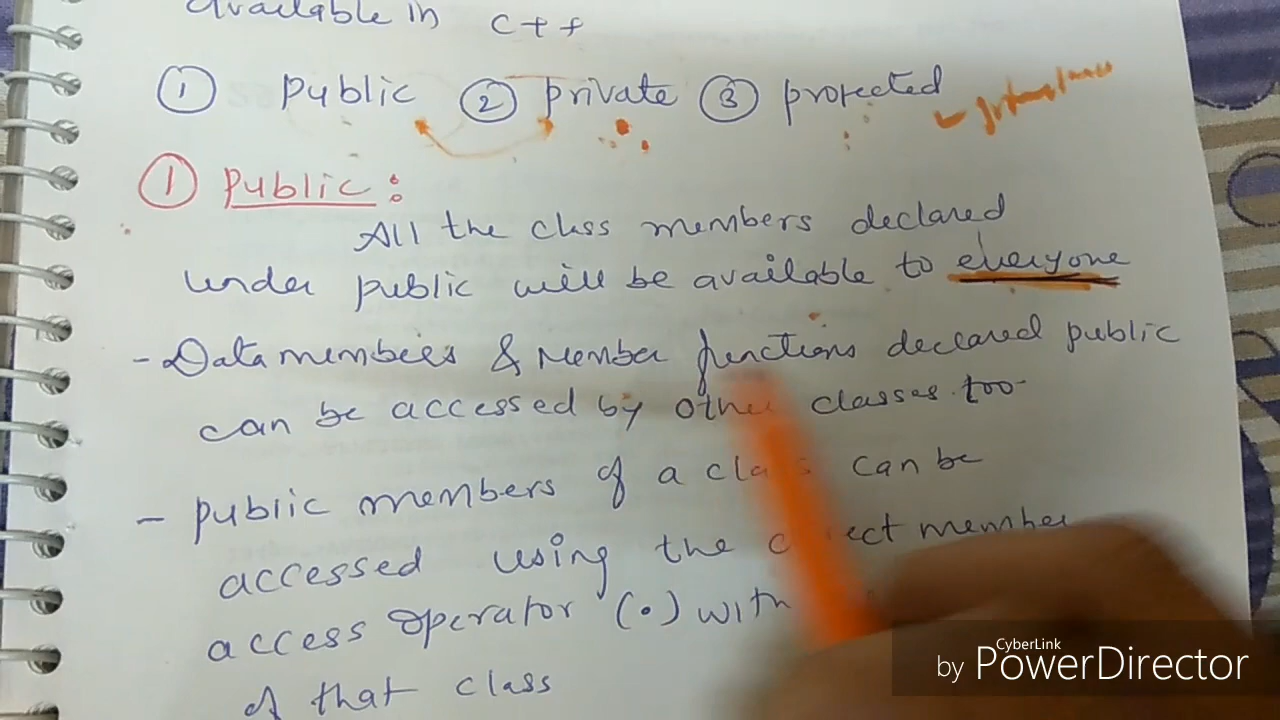 available in C++
① Public ② private ③ protected
① Public :
All the class members declared
under public will be available to everyone
- Data members & Member functions declared public
can be accessed by other classes too
- public members of a class can be
accessed using the object member
access operator (.) with
of that class
CyberLink
by PowerDirector